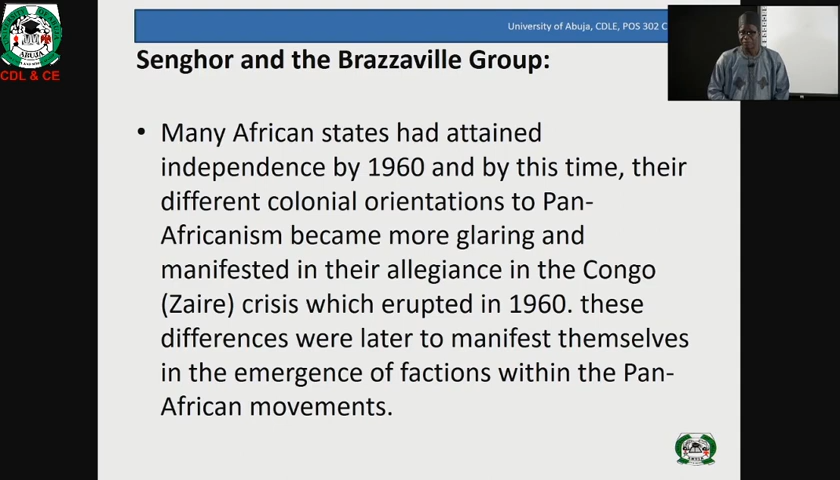 University of Abuja, CDLE, POS 302 C
CDL & CE
ABUJA
Senghor and the Brazzaville Group:
• Many African states had attained
independence by 1960 and by this time, their
different colonial orientations to Pan-
Africanism became more glaring and
manifested in their allegiance in the Congo
(Zaire) crisis which erupted in 1960. these
differences were later to manifest themselves
in the emergence of factions within the Pan-
African movements.